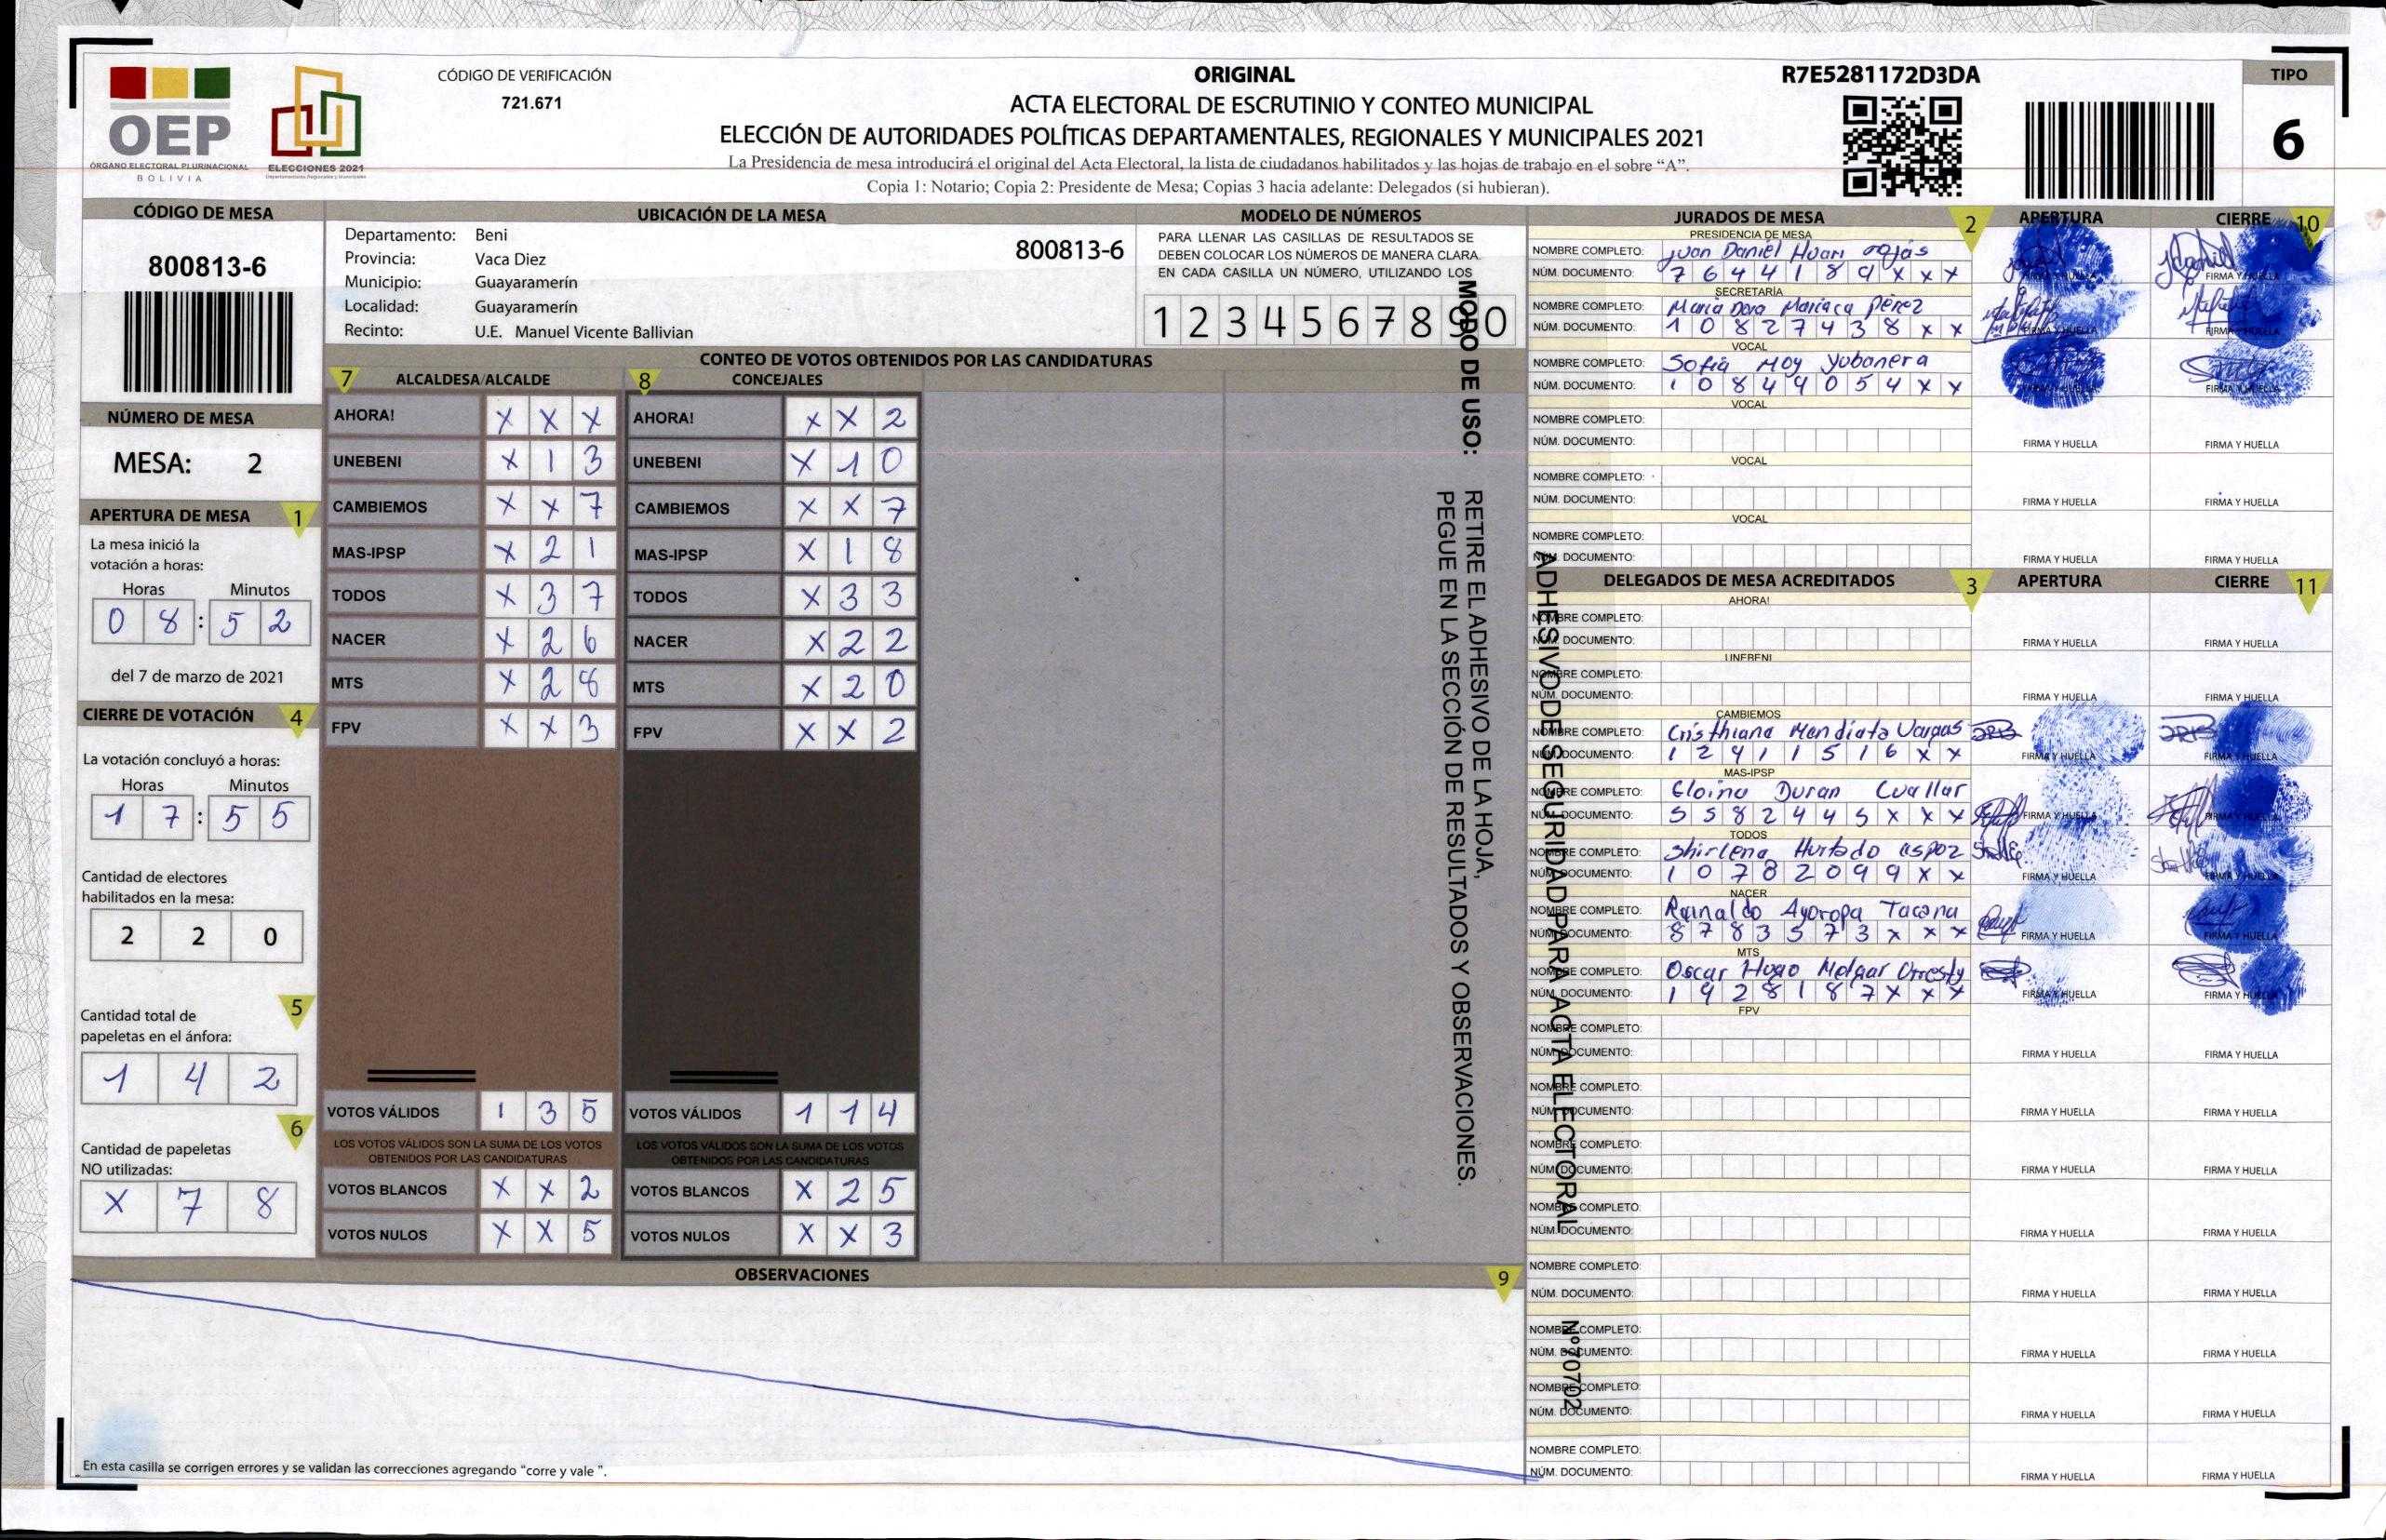 OEP
ÓRGANO ELECTORAL PLURINACIONAL
BOLIVIA
ELECCIONES 2021
CÓDIGO DE VERIFICACIÓN
721.671
ORIGINAL
ACTA ELECTORAL DE ESCRUTINIO Y CONTEO MUNICIPAL
ELECCIÓN DE AUTORIDADES POLÍTICAS DEPARTAMENTALES, REGIONALES Y MUNICIPALES 2021
La Presidencia de mesa introducirá el original del Acta Electoral, la lista de ciudadanos habilitados y las hojas de trabajo en el sobre “A”.
Copia 1: Notario; Copia 2: Presidente de Mesa; Copias 3 hacia adelante: Delegados (si hubieran).
R7E5281172D3DA
TIPO
6
CÓDIGO DE MESA
800813-6
NÚMERO DE MESA
MESA: 2
APERTURA DE MESA 1
La mesa inició la
votación a horas:
Horas Minutos
0 8 : 5 2
del 7 de marzo de 2021
CIERRE DE VOTACIÓN 4
La votación concluyó a horas:
Horas Minutos
1 7 : 5 5
Cantidad de electores
habilitados en la mesa:
2 2 0
5
Cantidad total de
papeletas en el ánfora:
1 4 2
6
Cantidad de papeletas
NO utilizadas:
X 7 8
UBICACIÓN DE LA MESA
Departamento: Beni
800813-6
Provincia: Vaca Diez
Municipio: Guayaramerín
Localidad: Guayaramerín
Recinto: U.E. Manuel Vicente Ballivian
MODELO DE NÚMEROS
PARA LLENAR LAS CASILLAS DE RESULTADOS SE
DEBEN COLOCAR LOS NÚMEROS DE MANERA CLARA.
EN CADA CASILLA UN NÚMERO, UTILIZANDO LOS
1 2 3 4 5 6 7 8 9 0
CONTEO DE VOTOS OBTENIDOS POR LAS CANDIDATURAS
7 ALCALDESA/ALCALDE 8 CONCEJALES
AHORA! X X X AHORA! X X 2
UNEBENI X 1 3 UNEBENI X 1 0
CAMBIEMOS X X 7 CAMBIEMOS X X 7
MAS-IPSP X 2 1 MAS-IPSP X 1 8
TODOS X 3 7 TODOS X 3 3
NACER X 2 6 NACER X 2 2
MTS X 2 8 MTS X 2 0
FPV X X 3 FPV X X 2
VOTOS VÁLIDOS 1 3 5 VOTOS VÁLIDOS 1 1 4
LOS VOTOS VÁLIDOS SON LA SUMA DE LOS VOTOS LOS VOTOS VÁLIDOS SON LA SUMA DE LOS VOTOS
OBTENIDOS POR LAS CANDIDATURAS OBTENIDOS POR LAS CANDIDATURAS
VOTOS BLANCOS X X 2 VOTOS BLANCOS X 2 5
VOTOS NULOS X X 5 VOTOS NULOS X X 3
MODO DE USO: RETIRE EL ADHESIVO DE LA HOJA,
PEGUE EN LA SECCIÓN DE RESULTADOS Y OBSERVACIONES.
ADHESIVO DE SEGURIDAD PARA ACTA ELECTORAL Nº70702
OBSERVACIONES 9
En esta casilla se corrigen errores y se validan las correcciones agregando “corre y vale ”.
JURADOS DE MESA 2 APERTURA CIERRE 10
PRESIDENCIA DE MESA
NOMBRE COMPLETO: Juan Daniel Huari
NÚM. DOCUMENTO: 7 6 4 4 1 8 9 X X X
FIRMA Y HUELLA FIRMA Y HUELLA
SECRETARÍA
NOMBRE COMPLETO: Maria Dora Mariaca Pérez
NÚM. DOCUMENTO: 1 0 8 2 7 4 3 8 X X
FIRMA Y HUELLA FIRMA Y HUELLA
VOCAL
NOMBRE COMPLETO: Sofia Moy Yubanera
NÚM. DOCUMENTO: 1 0 8 4 4 0 5 4 X X
FIRMA Y HUELLA FIRMA Y HUELLA
VOCAL
NOMBRE COMPLETO:
NÚM. DOCUMENTO: FIRMA Y HUELLA FIRMA Y HUELLA
VOCAL
NOMBRE COMPLETO:
NÚM. DOCUMENTO: FIRMA Y HUELLA FIRMA Y HUELLA
VOCAL
NOMBRE COMPLETO:
NÚM. DOCUMENTO: FIRMA Y HUELLA FIRMA Y HUELLA
DELEGADOS DE MESA ACREDITADOS 3 APERTURA CIERRE 11
AHORA!
NOMBRE COMPLETO:
NÚM. DOCUMENTO: FIRMA Y HUELLA FIRMA Y HUELLA
UNEBENI
NOMBRE COMPLETO:
NÚM. DOCUMENTO: FIRMA Y HUELLA FIRMA Y HUELLA
CAMBIEMOS
NOMBRE COMPLETO: Cristhiana Mendiata Vargas
NÚM. DOCUMENTO: 1 2 4 1 1 5 1 6 X X FIRMA Y HUELLA FIRMA Y HUELLA
MAS-IPSP
NOMBRE COMPLETO: Eloina Duran Cuallar
NÚM. DOCUMENTO: 5 5 8 2 4 4 5 X X X FIRMA Y HUELLA FIRMA Y HUELLA
TODOS
NOMBRE COMPLETO: Shirlena Hurtado
NÚM. DOCUMENTO: 1 0 7 8 2 0 9 9 X X FIRMA Y HUELLA FIRMA Y HUELLA
NACER
NOMBRE COMPLETO: Reinaldo Ayoropa Tacana
NÚM. DOCUMENTO: 8 7 8 3 5 7 3 X X X FIRMA Y HUELLA FIRMA Y HUELLA
MTS
NOMBRE COMPLETO: Oscar Hugo Melgar
NÚM. DOCUMENTO: 1 4 2 8 1 8 7 X X X FIRMA Y HUELLA FIRMA Y HUELLA
FPV
NOMBRE COMPLETO:
NÚM. DOCUMENTO: FIRMA Y HUELLA FIRMA Y HUELLA
NOMBRE COMPLETO:
NÚM. DOCUMENTO: FIRMA Y HUELLA FIRMA Y HUELLA
NOMBRE COMPLETO:
NÚM. DOCUMENTO: FIRMA Y HUELLA FIRMA Y HUELLA
NOMBRE COMPLETO:
NÚM. DOCUMENTO: FIRMA Y HUELLA FIRMA Y HUELLA
NOMBRE COMPLETO:
NÚM. DOCUMENTO: FIRMA Y HUELLA FIRMA Y HUELLA
NOMBRE COMPLETO:
NÚM. DOCUMENTO: FIRMA Y HUELLA FIRMA Y HUELLA
NOMBRE COMPLETO:
NÚM. DOCUMENTO: FIRMA Y HUELLA FIRMA Y HUELLA
NOMBRE COMPLETO:
NÚM. DOCUMENTO: FIRMA Y HUELLA FIRMA Y HUELLA